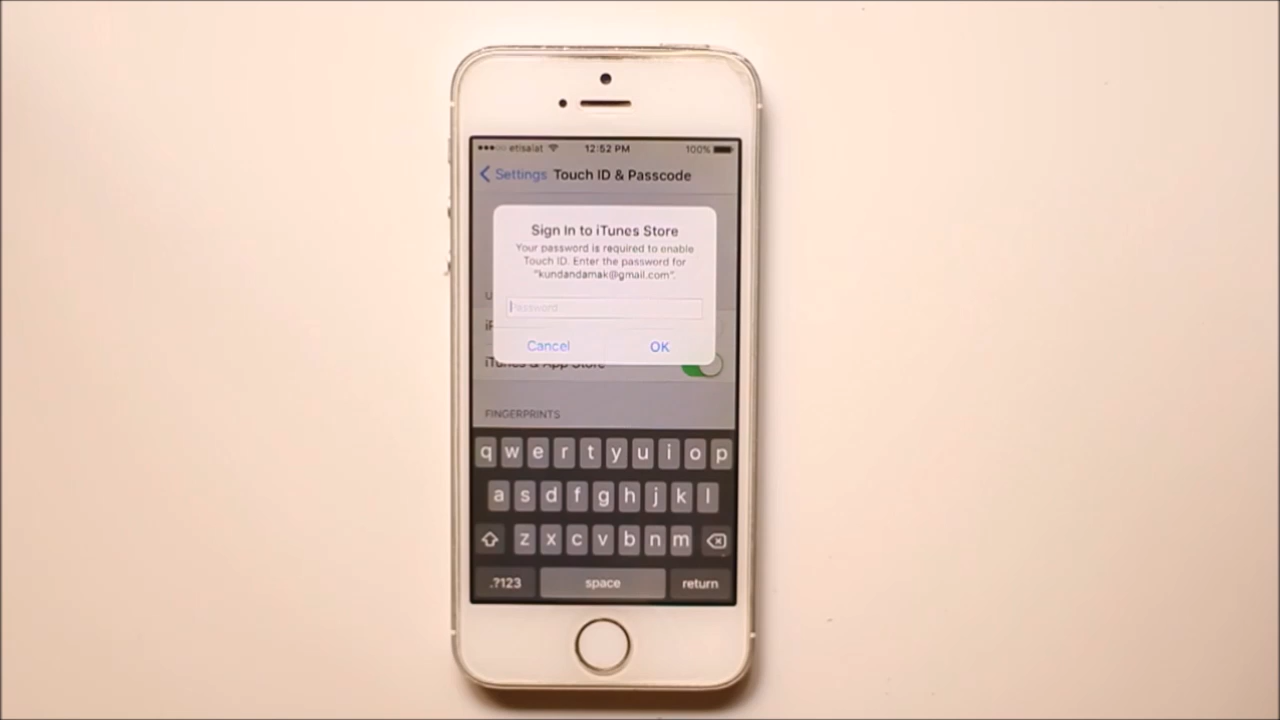 etisalat 12:52 PM 100%
Settings Touch ID & Passcode
Sign In to iTunes Store
Your password is required to enable
Touch ID. Enter the password for
"kundandamak@gmail.com".
Password
Cancel OK
iTunes & App Store
FINGERPRINTS
q w e r t y u i o p
a s d f g h j k l
z x c v b n m
.?123 space return